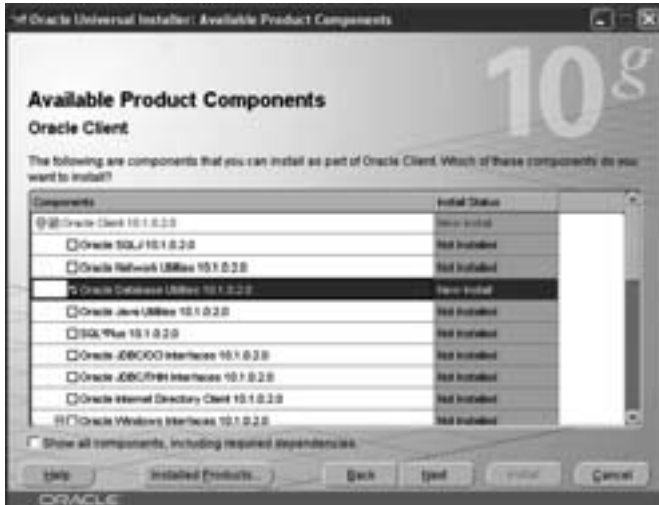 Oracle Universal Installer: Available Product Components
10g
Available Product Components
Oracle Client
The following are components that you can install as part of Oracle Client. Which of these components do you
want to install?
Components Install Status
Oracle Client 10.1.0.2.0 New Install
Oracle SQLJ 10.1.0.2.0 Not Installed
Oracle Network Utilities 10.1.0.2.0 Not Installed
Oracle Database Utilities 10.1.0.2.0 New Install
Oracle Java Utilities 10.1.0.2.0 Not Installed
SQL*Plus 10.1.0.2.0 Not Installed
Oracle JDBC/OCI Interfaces 10.1.0.2.0 Not Installed
Oracle JDBC/THIN Interfaces 10.1.0.2.0 Not Installed
Oracle Internet Directory Client 10.1.0.2.0 Not Installed
Oracle Windows Interfaces 10.1.0.2.0 Not Installed
Show all components, including required dependencies
Help Installed Products... Back Next Install Cancel
ORACLE